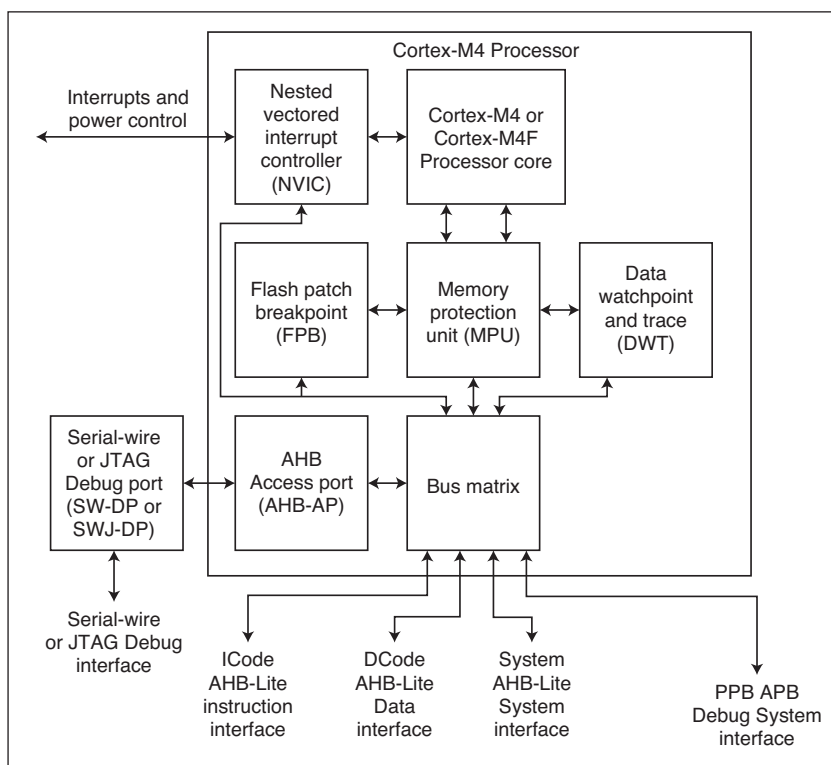 Cortex-M4 Processor
Interrupts and
power control
Nested
vectored
interrupt
controller
(NVIC)
Cortex-M4 or
Cortex-M4F
Processor core
Flash patch
breakpoint
(FPB)
Memory
protection
unit (MPU)
Data
watchpoint
and trace
(DWT)
Serial-wire
or JTAG
Debug port
(SW-DP or
SWJ-DP)
AHB
Access port
(AHB-AP)
Bus matrix
Serial-wire
or JTAG Debug
interface
ICode
AHB-Lite
instruction
interface
DCode
AHB-Lite
Data
interface
System
AHB-Lite
System
interface
PPB APB
Debug System
interface